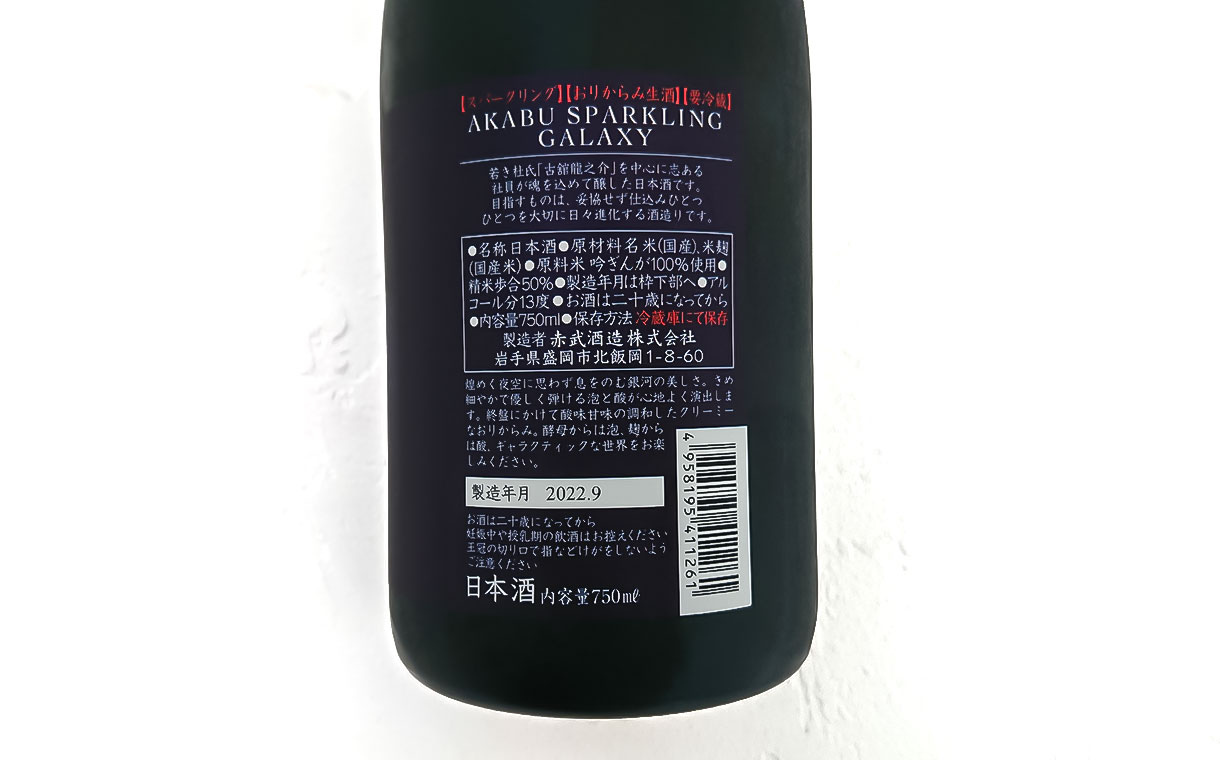 【スパークリング】【おりがらみ生酒】【要冷蔵】
AKABU SPARKLING
GALAXY
若き杜氏「古舘龍之介」を中心に志ある
社員が魂を込めて醸した日本酒です。
目指すものは、妥協せず仕込みひとつ
ひとつを大切に日々進化する酒造りです。
●名称日本酒●原材料名 米(国産)、米麹
(国産米)●原料米 吟ぎんが100%使用●
精米歩合50%●製造年月は枠下部へ●アル
コール分13度●お酒は二十歳になってから
●内容量750ml●保存方法 冷蔵庫にて保存
製造者 赤武酒造株式会社
岩手県盛岡市北飯岡1-8-60
煌めく夜空に思わず息をのむ銀河の美しさ。きめ
細やかで優しく弾ける泡と酸が心地よく演出しま
す。終盤にかけて酸味甘味の調和したクリーミー
なおりがらみ。酵母からは泡、麹から
は酸、ギャラクティックな世界をお楽
しみください。
製造年月 2022.9
お酒は二十歳になってから
妊娠中や授乳期の飲酒はお控えください
王冠の切り口で指などけがをしないよう
ご注意ください
日本酒 内容量750㎖
4 958195 411261